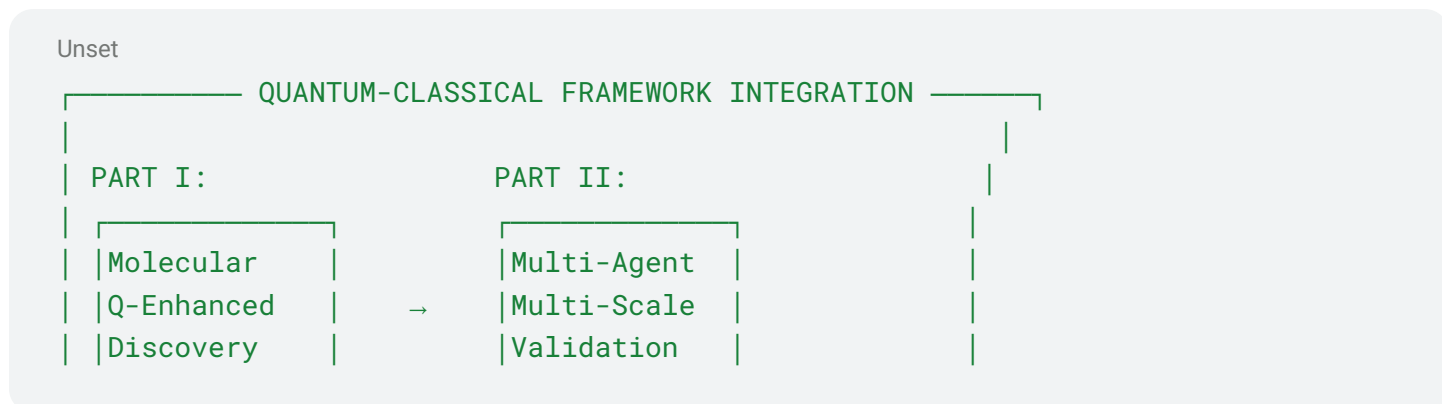 Unset
┌────────── QUANTUM-CLASSICAL FRAMEWORK INTEGRATION ──────┐
│                                                        │
│ PART I:                 PART II:                      │
│ ┌─────────────┐         ┌─────────────┐              │
│ │Molecular    │         │Multi-Agent  │              │
│ │Q-Enhanced   │    →    │Multi-Scale  │              │
│ │Discovery    │         │Validation   │              │